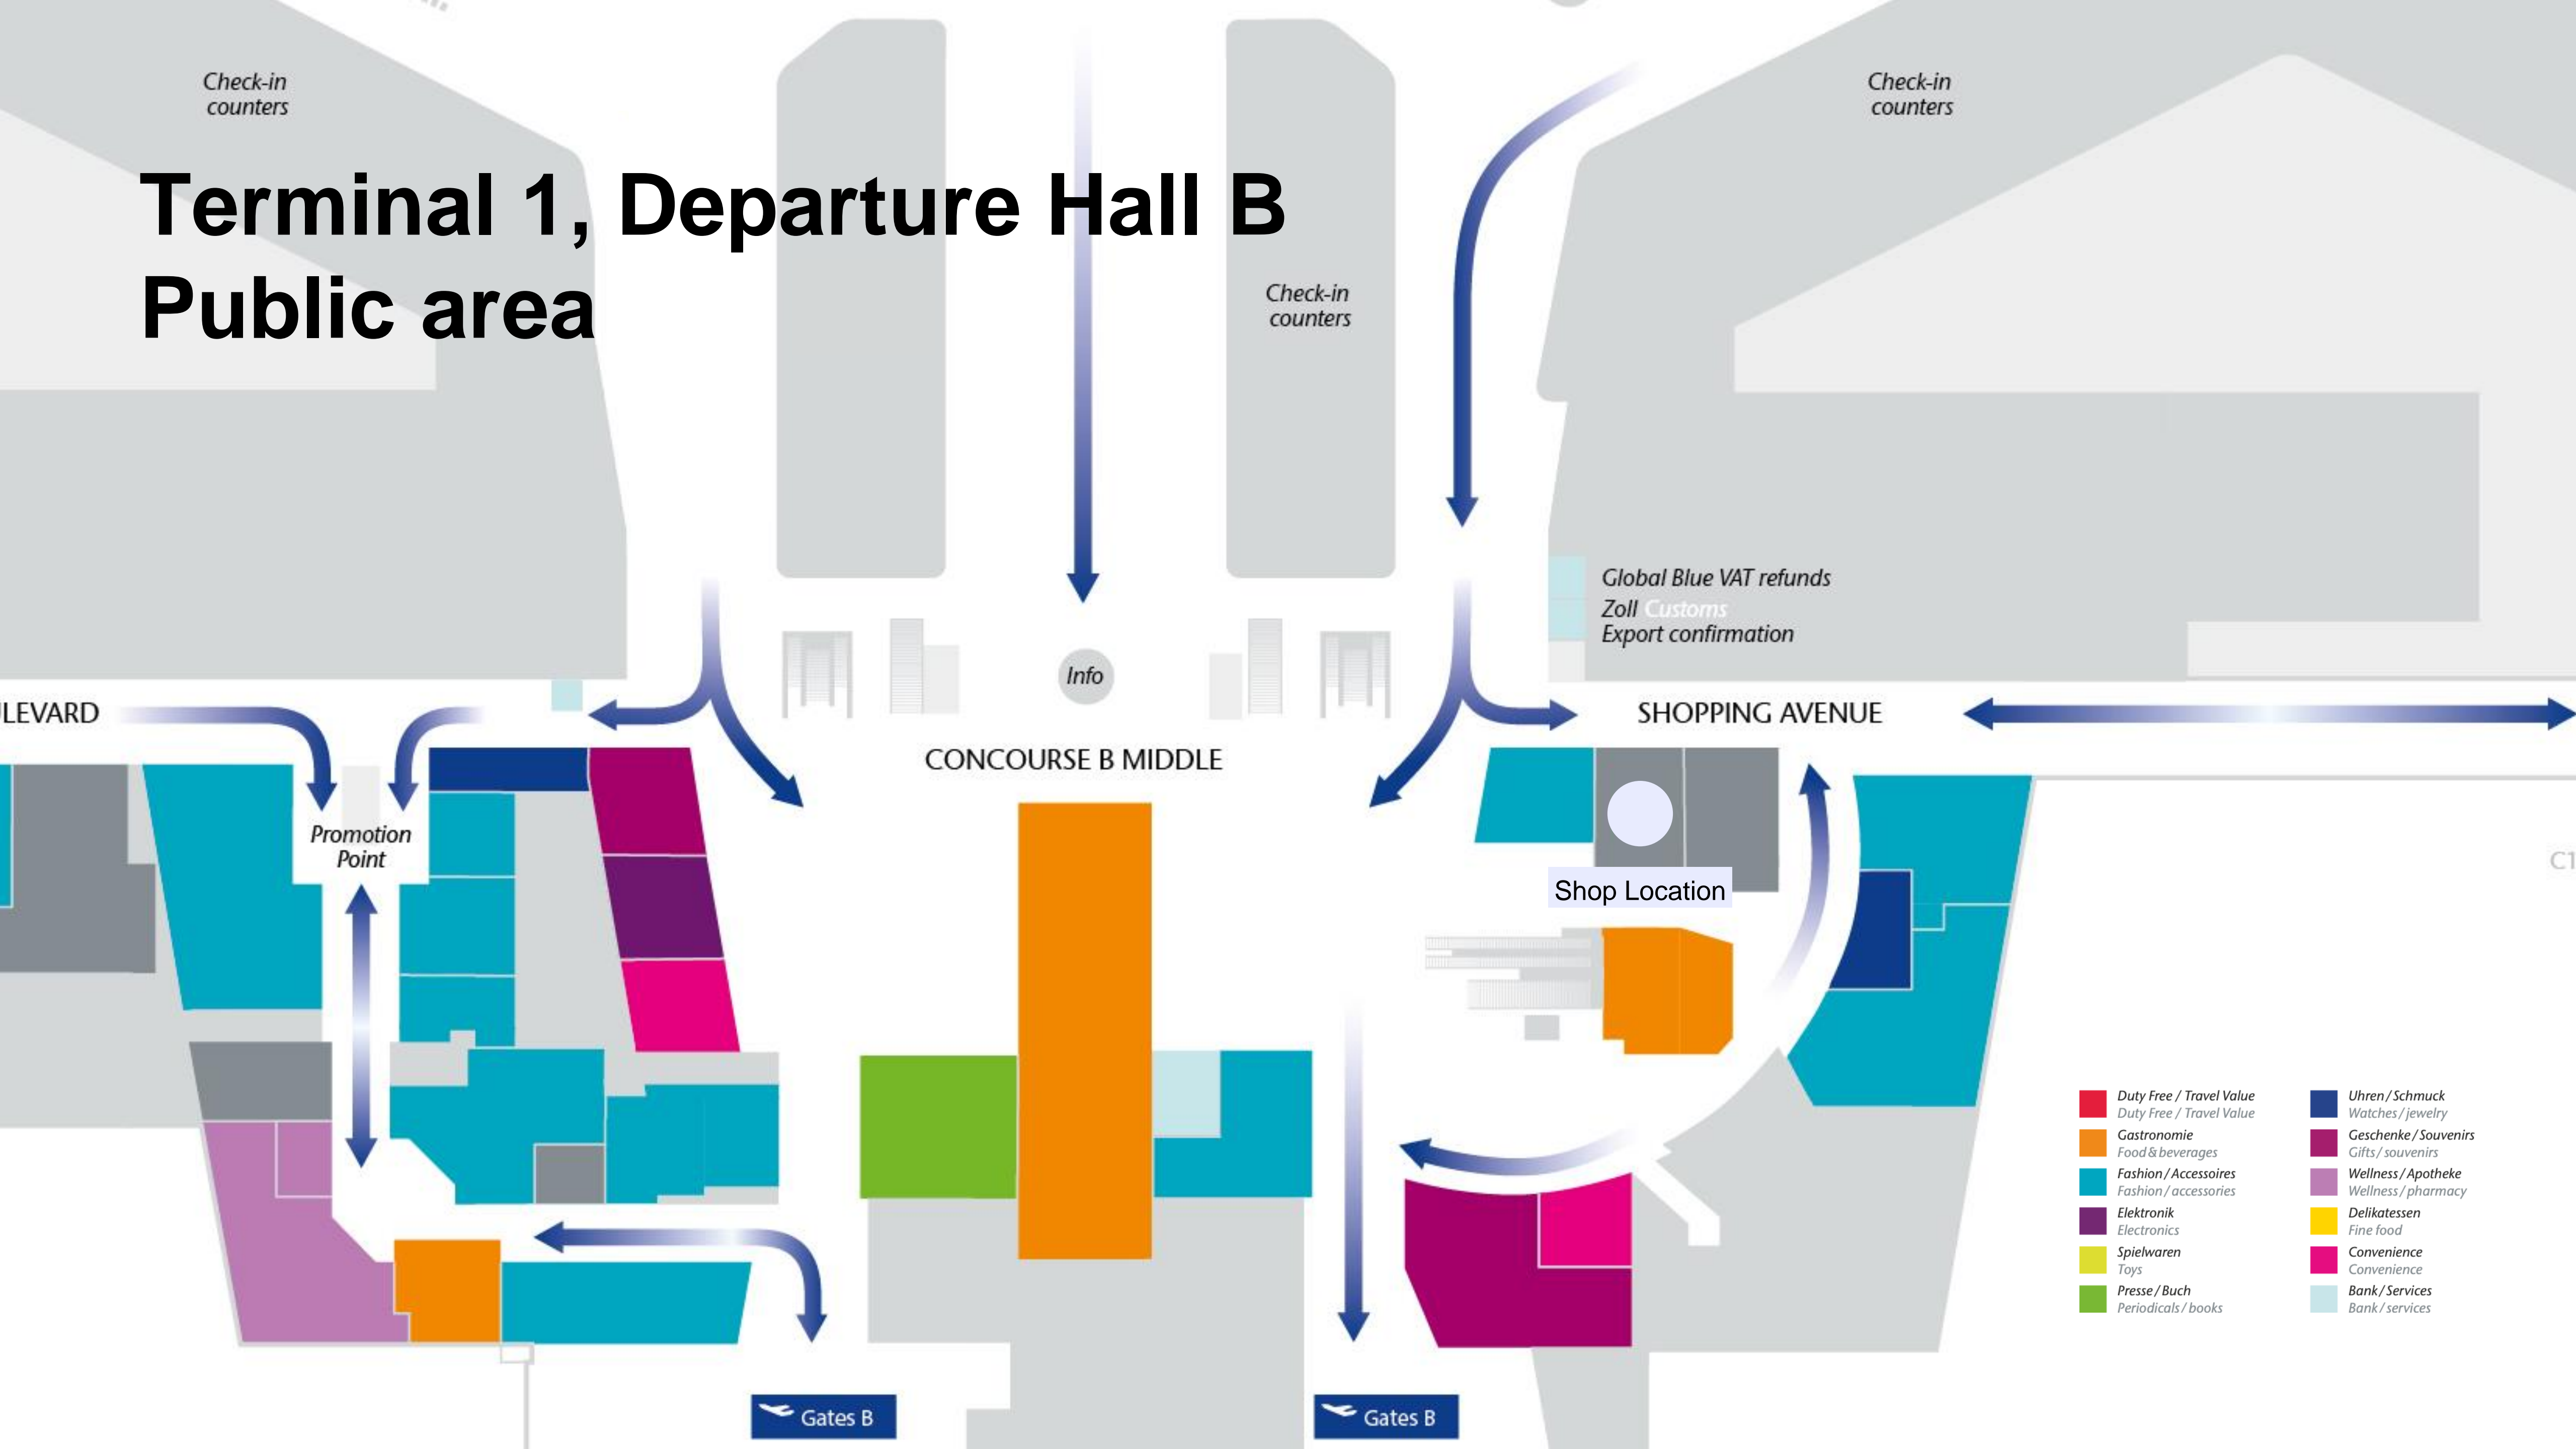 Check-in
counters
Check-in
counters
Terminal 1, Departure Hall B
Public area
Check-in
counters
Global Blue VAT refunds
Zoll Customs
Export confirmation
Info
LEVARD
SHOPPING AVENUE
CONCOURSE B MIDDLE
Promotion
Point
Shop Location
C1
Duty Free / Travel Value
Duty Free / Travel Value
Gastronomie
Food & beverages
Fashion / Accessoires
Fashion / accessories
Elektronik
Electronics
Spielwaren
Toys
Presse / Buch
Periodicals / books
Uhren / Schmuck
Watches / jewelry
Geschenke / Souvenirs
Gifts / souvenirs
Wellness / Apotheke
Wellness / pharmacy
Delikatessen
Fine food
Convenience
Convenience
Bank / Services
Bank / services
Gates B
Gates B